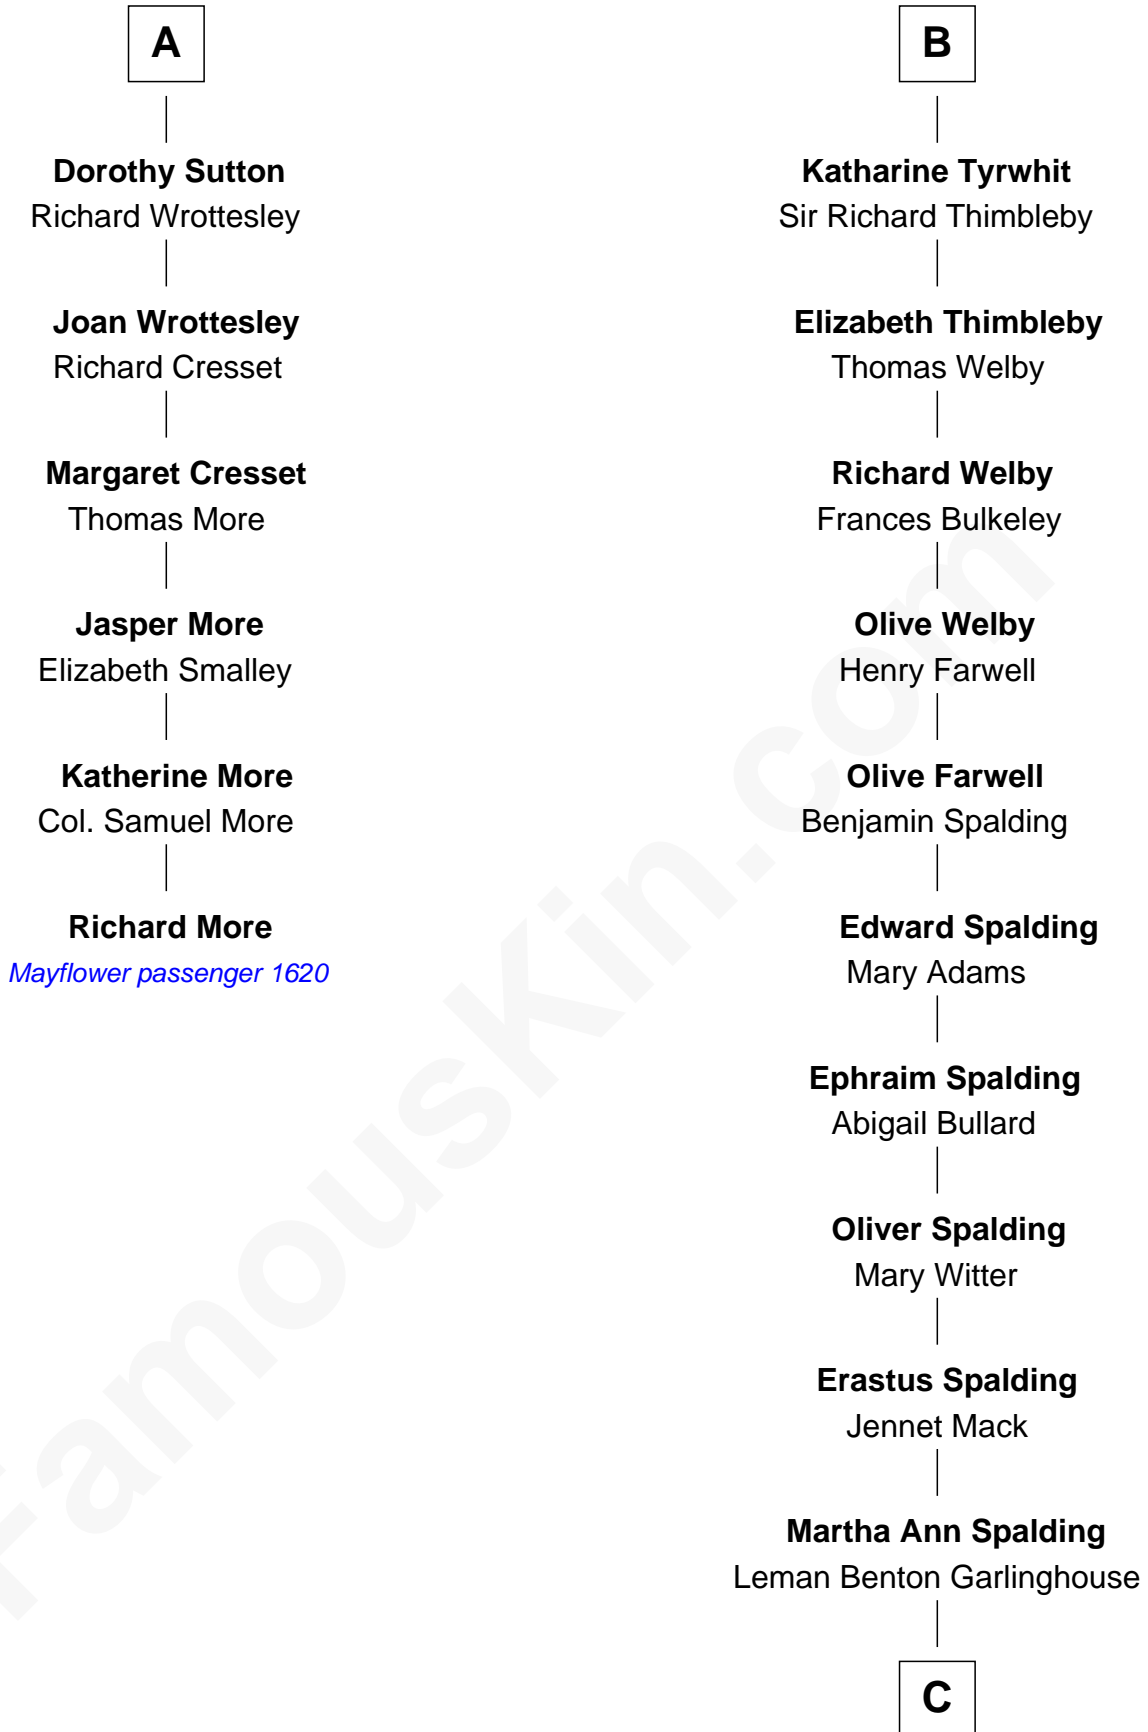 A
Dorothy Sutton
Richard Wrottesley
Joan Wrottesley
Richard Cresset
Margaret Cresset
Thomas More
Jasper More
Elizabeth Smalley
Katherine More
Col. Samuel More
Richard More
Mayflower passenger 1620
B
Katharine Tyrwhit
Sir Richard Thimbleby
Elizabeth Thimbleby
Thomas Welby
Richard Welby
Frances Bulkeley
Olive Welby
Henry Farwell
Olive Farwell
Benjamin Spalding
Edward Spalding
Mary Adams
Ephraim Spalding
Abigail Bullard
Oliver Spalding
Mary Witter
Erastus Spalding
Jennet Mack
Martha Ann Spalding
Leman Benton Garlinghouse
C
FamousKin.com